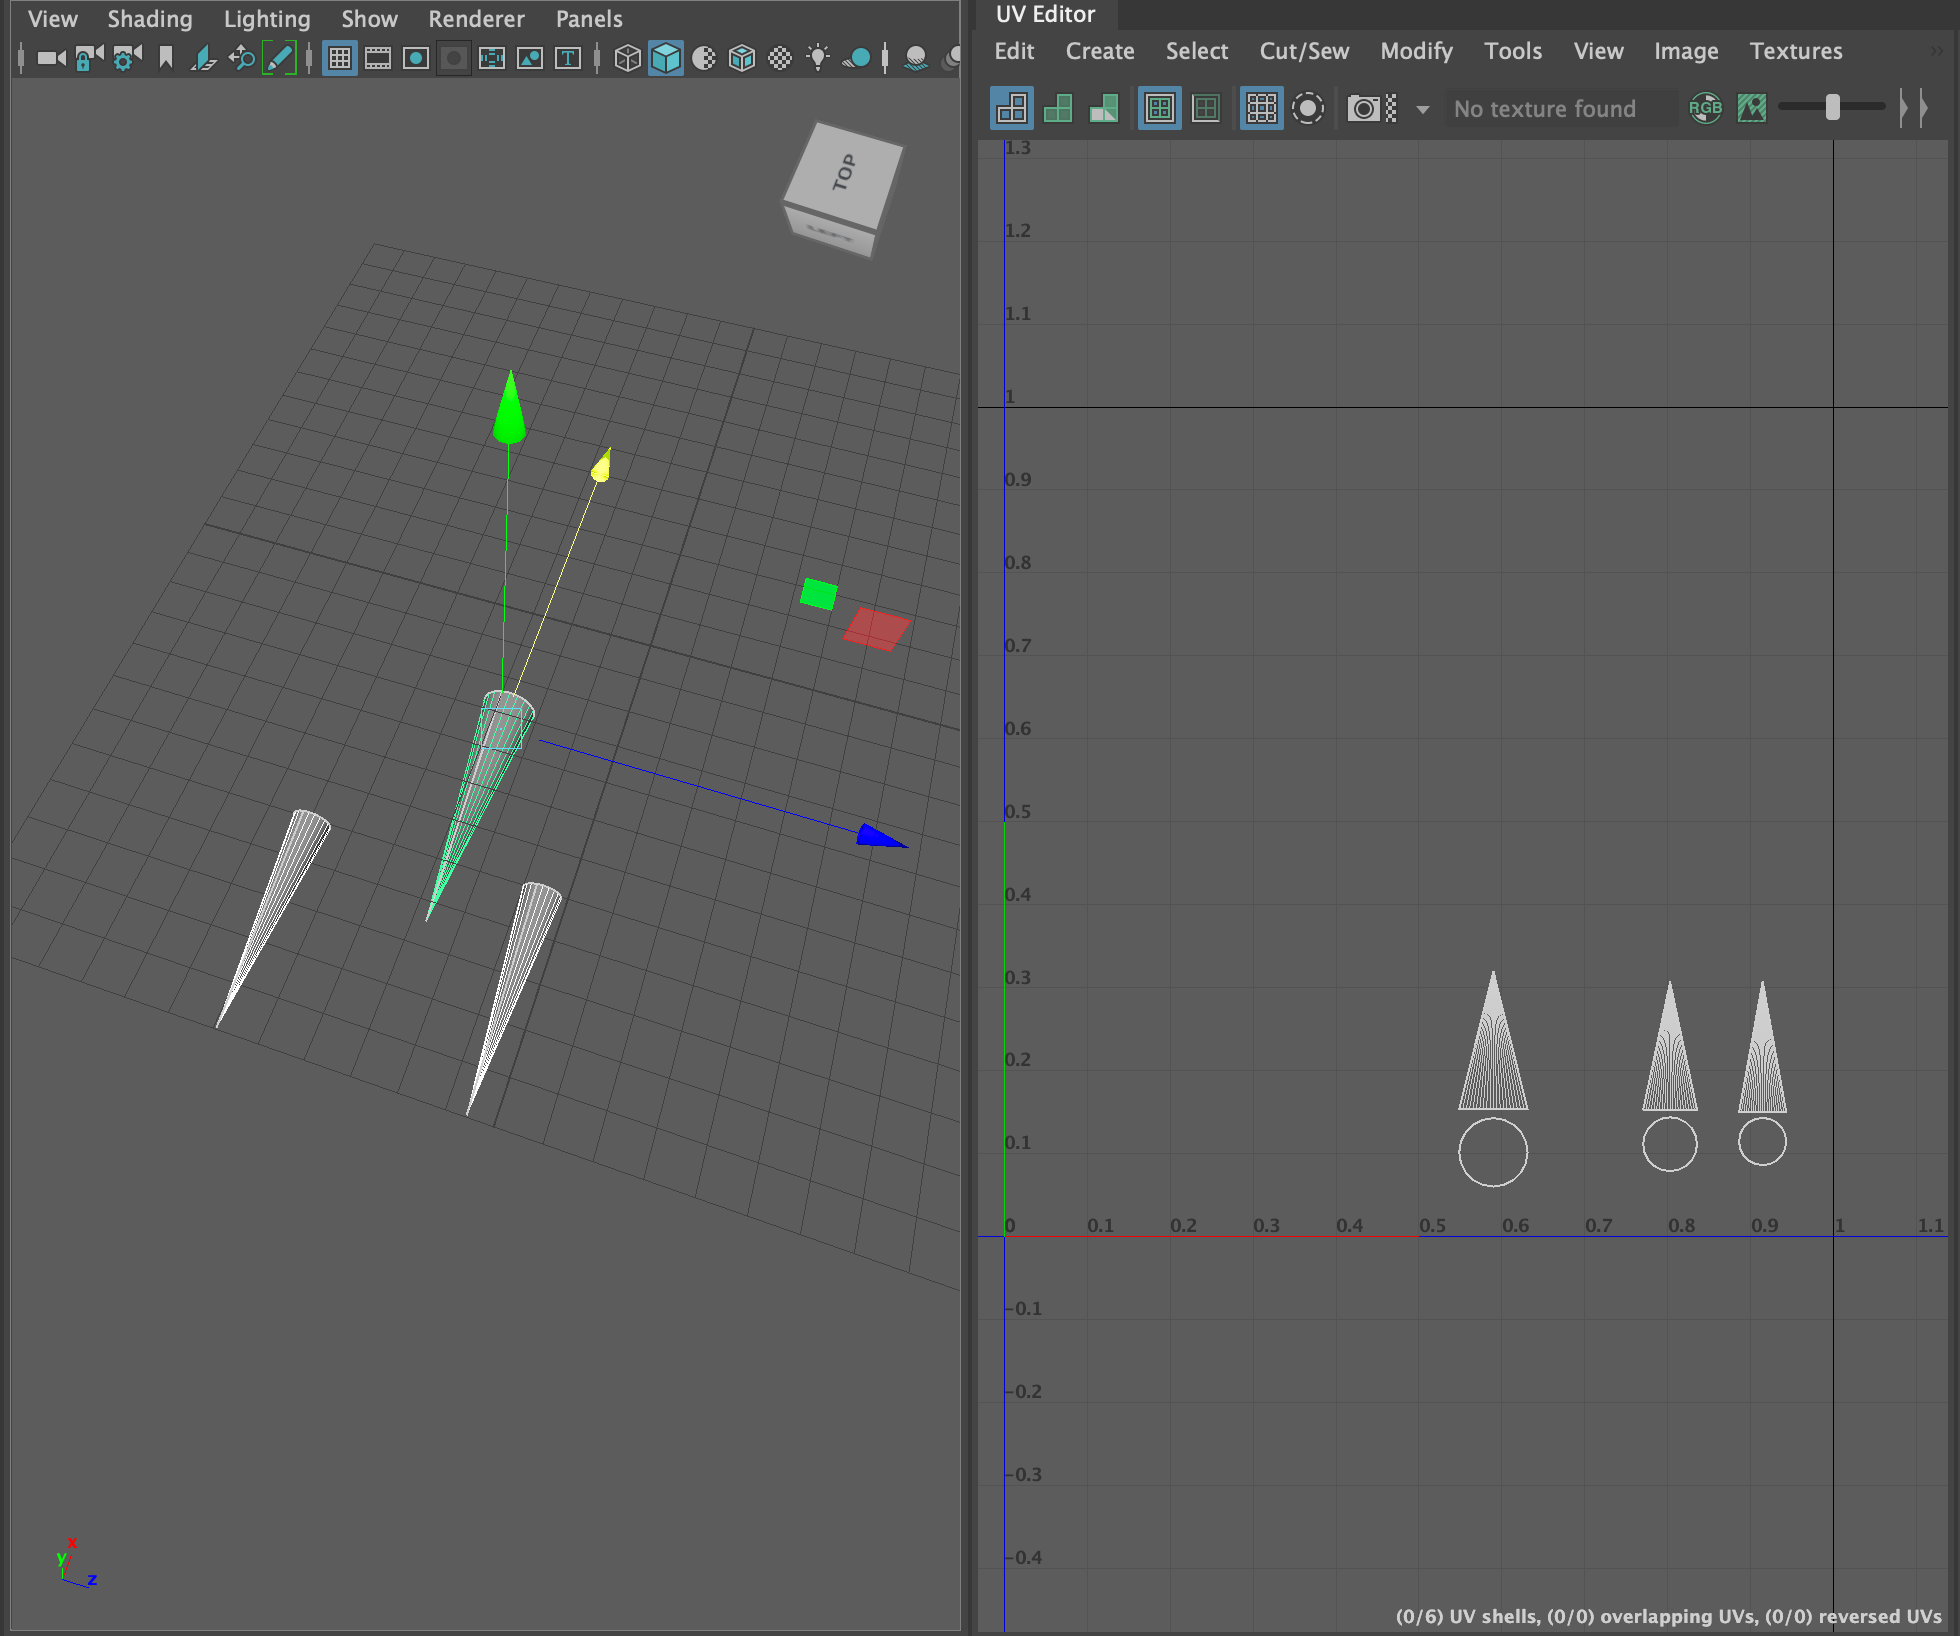 View Shading Lighting Show Renderer Panels
TOP
LEFT
x
y
z
UV Editor
Edit Create Select Cut/Sew Modify Tools View Image Textures
No texture found
RGB
1.3
1.2
1.1
1
0.9
0.8
0.7
0.6
0.5
0.4
0.3
0.2
0.1
0 0.1 0.2 0.3 0.4 0.5 0.6 0.7 0.8 0.9 1 1.1
-0.1
-0.2
-0.3
-0.4
(0/6) UV shells, (0/0) overlapping UVs, (0/0) reversed UVs